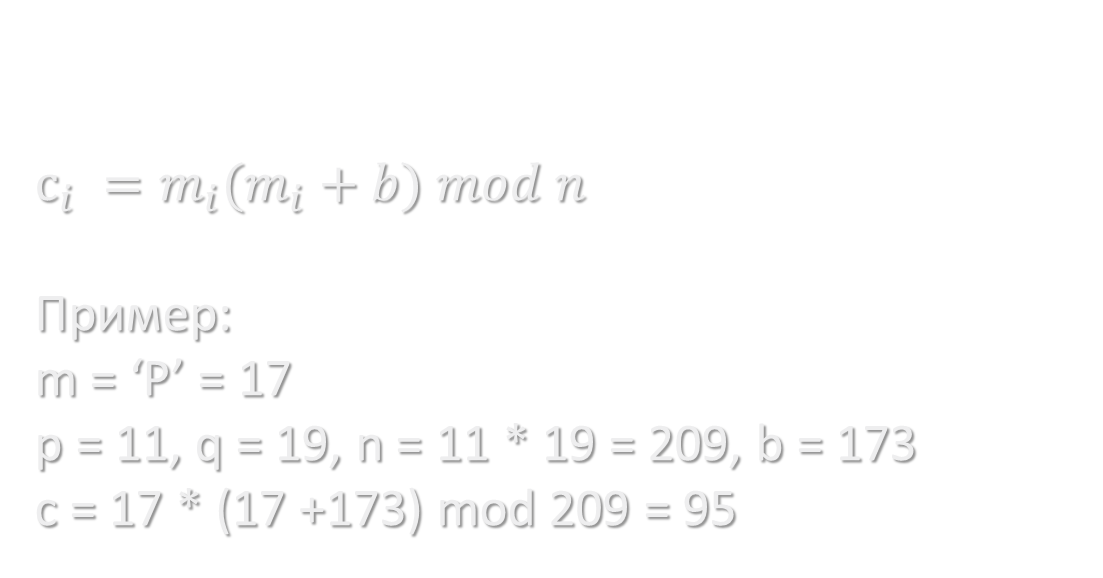 cᵢ = mᵢ(mᵢ + b) mod n
Пример:
m = ‘Р’ = 17
p = 11, q = 19, n = 11 * 19 = 209, b = 173
c = 17 * (17 +173) mod 209 = 95